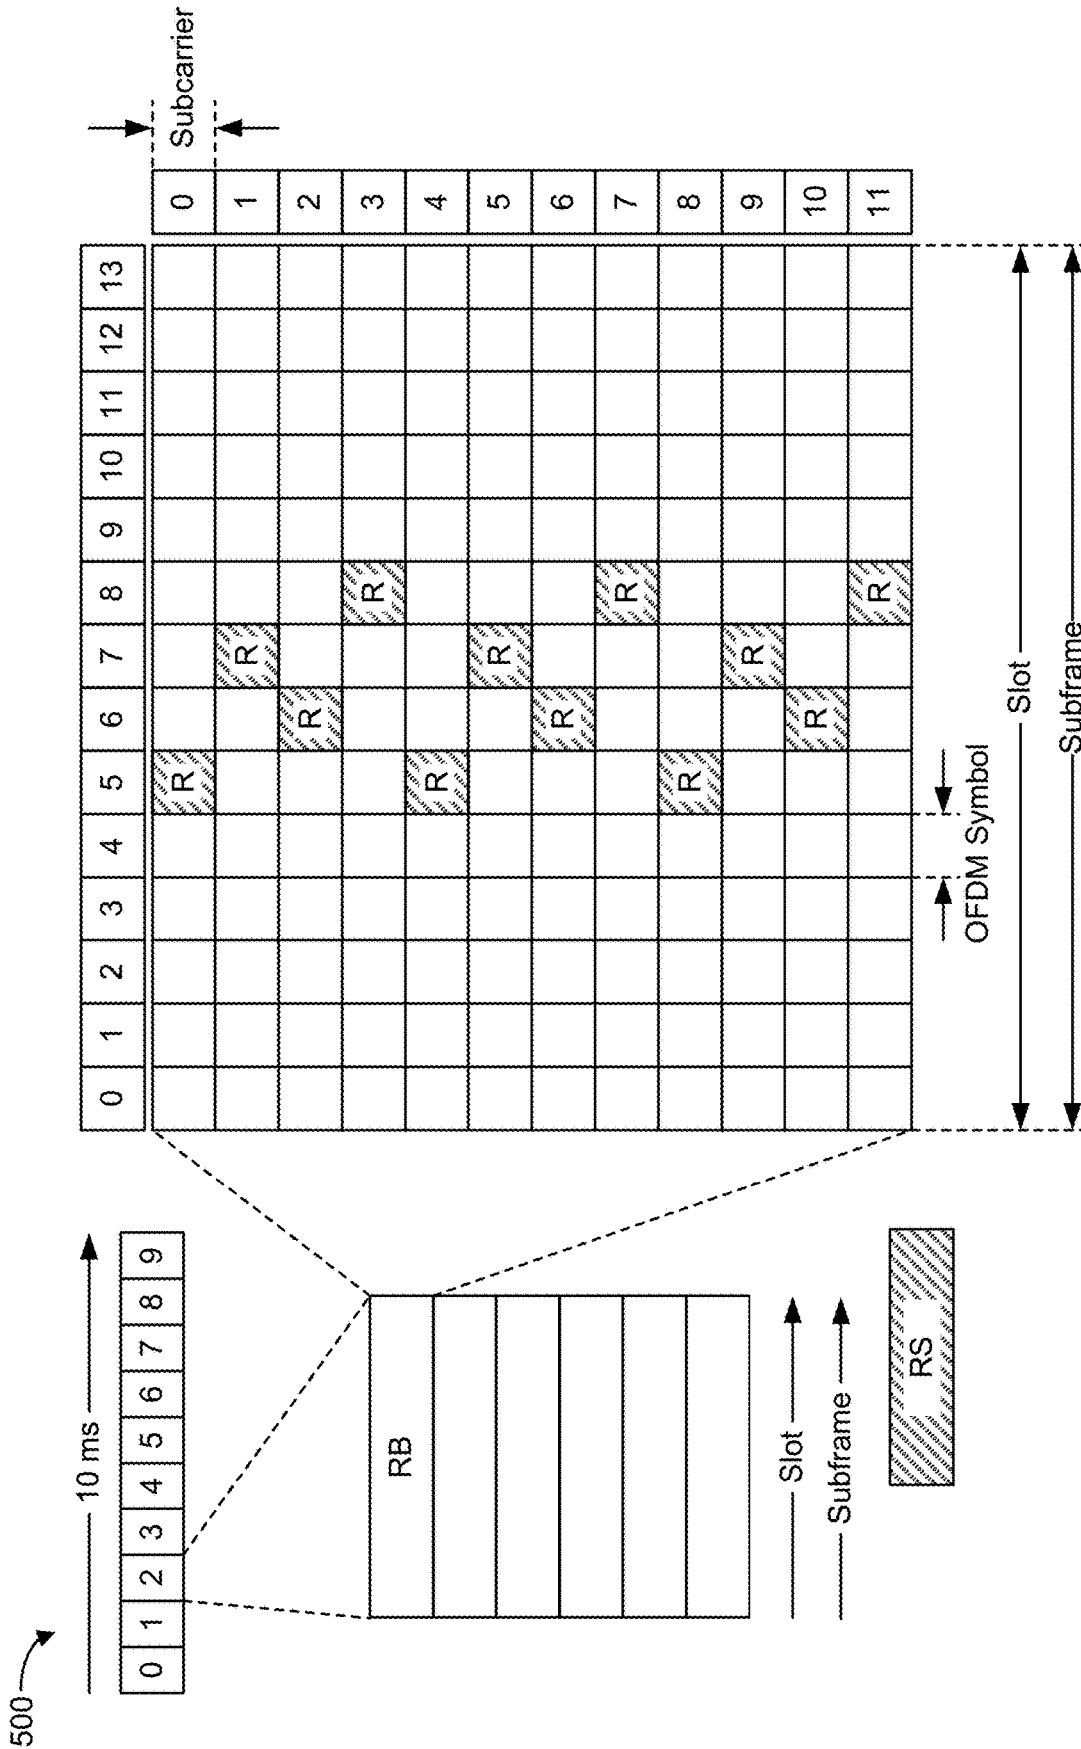 500
10 ms
0 1 2 3 4 5 6 7 8 9
RB
Slot
Subframe
RS
0 1 2 3 4 5 6 7 8 9 10 11 12 13
Subcarrier
R 0
R 1
R 2
R 3
R 4
R 5
R 6
R 7
R 8
R 9
R 10
R 11
OFDM Symbol
Slot
Subframe